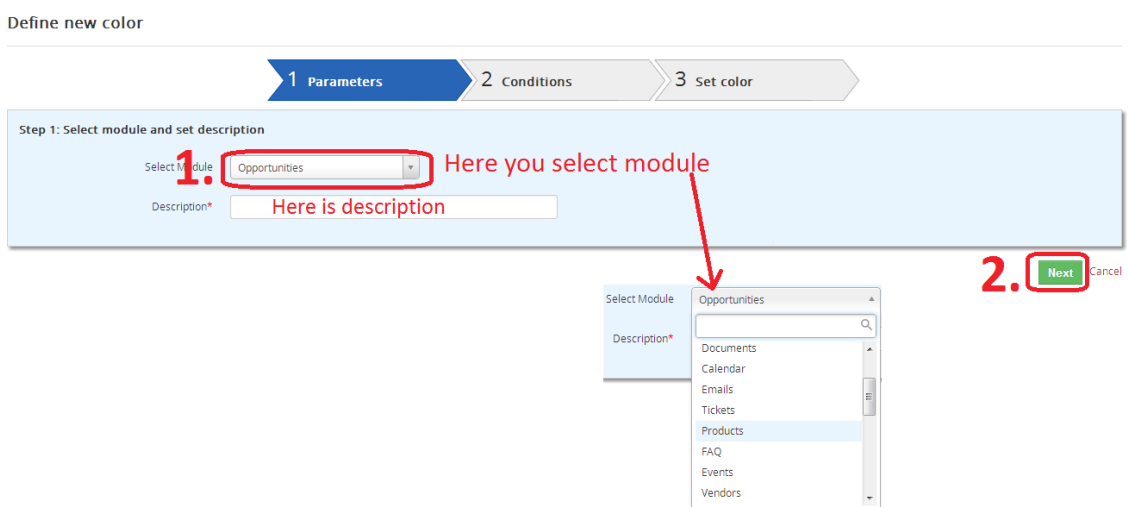 Define new color
1 Parameters
2 Conditions
3 Set color
Step 1: Select module and set description
1.
Select Module
Opportunities
Here you select module
Description*
Here is description
2.
Next
Cancel
Select Module
Opportunities
Description*
Documents
Calendar
Emails
Tickets
Products
FAQ
Events
Vendors